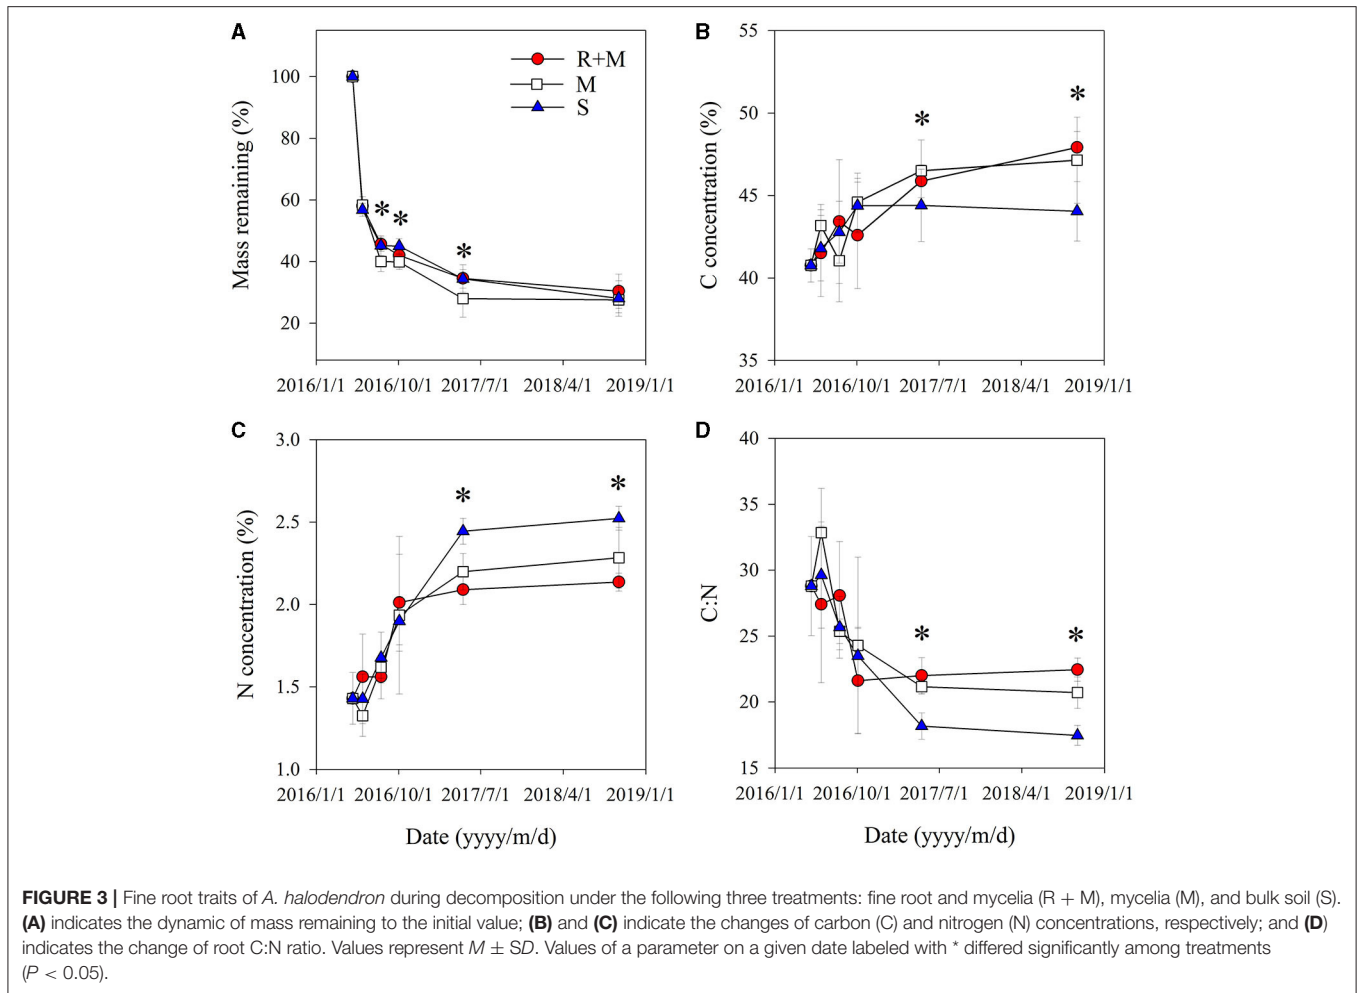 A
Mass remaining (%)
100
80
60
40
20
R+M
M
S
* * *
2016/1/1 2016/10/1 2017/7/1 2018/4/1 2019/1/1
B
C concentration (%)
55
50
45
40
35
* *
2016/1/1 2016/10/1 2017/7/1 2018/4/1 2019/1/1
C
N concentration (%)
3.0
2.5
2.0
1.5
1.0
* *
2016/1/1 2016/10/1 2017/7/1 2018/4/1 2019/1/1
Date (yyyy/m/d)
D
C:N
40
35
30
25
20
15
* *
2016/1/1 2016/10/1 2017/7/1 2018/4/1 2019/1/1
Date (yyyy/m/d)
FIGURE 3 | Fine root traits of A. halodendron during decomposition under the following three treatments: fine root and mycelia (R + M), mycelia (M), and bulk soil (S).
(A) indicates the dynamic of mass remaining to the initial value; (B) and (C) indicate the changes of carbon (C) and nitrogen (N) concentrations, respectively; and (D)
indicates the change of root C:N ratio. Values represent M ± SD. Values of a parameter on a given date labeled with * differed significantly among treatments
(P < 0.05).